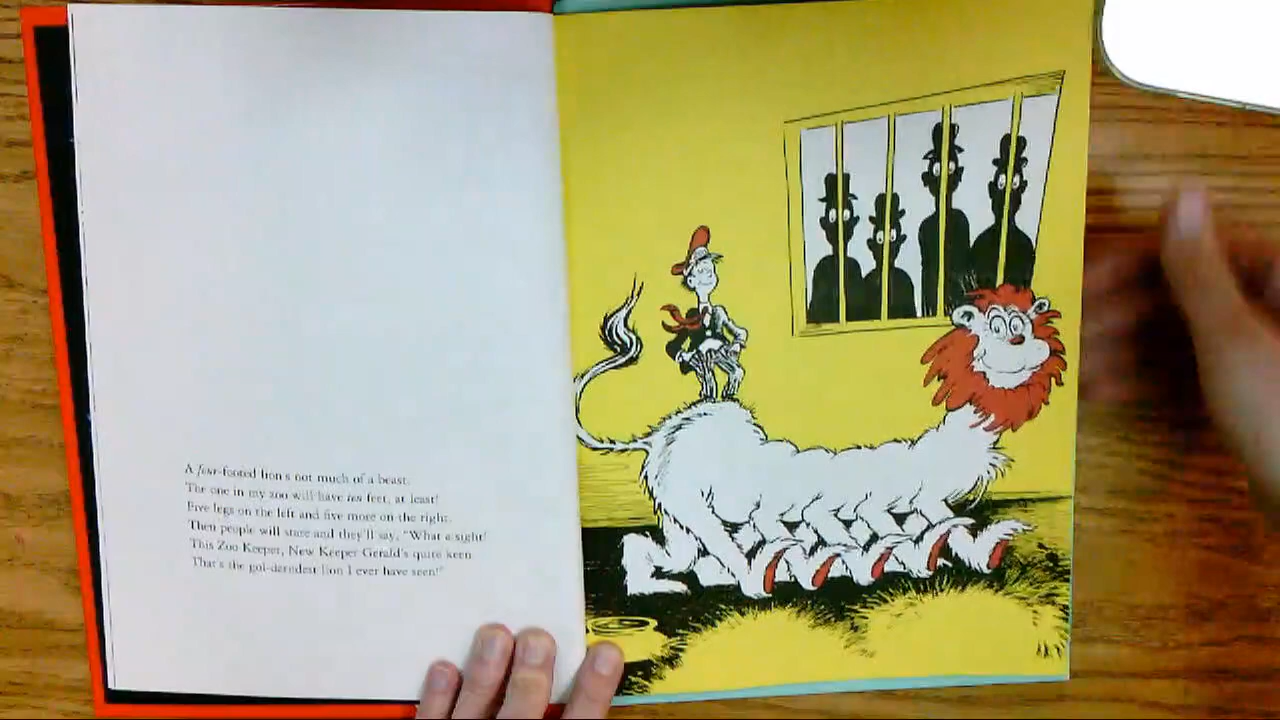 A four-footed lion's not much of a beast.
The one in my zoo will have ten feet, at least!
Five legs on the left and five more on the right.
Then people will stare and they'll say, "What a sight!
This Zoo Keeper, New Keeper Gerald's quite keen.
That's the gol-darndest lion I ever have seen!"